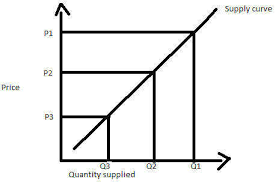 Supply curve
P1
P2
Price
P3
Q3 Q2 Q1
Quantity supplied